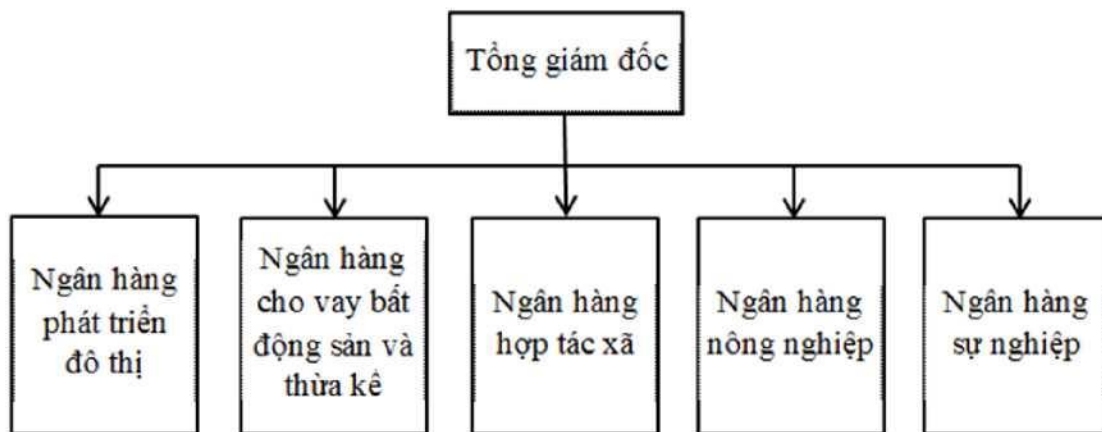 Tổng giám đốc
Ngân hàng
phát triển
đô thị
Ngân hàng
cho vay bất
động sản và
thừa kế
Ngân hàng
hợp tác xã
Ngân hàng
nông nghiệp
Ngân hàng
sự nghiệp